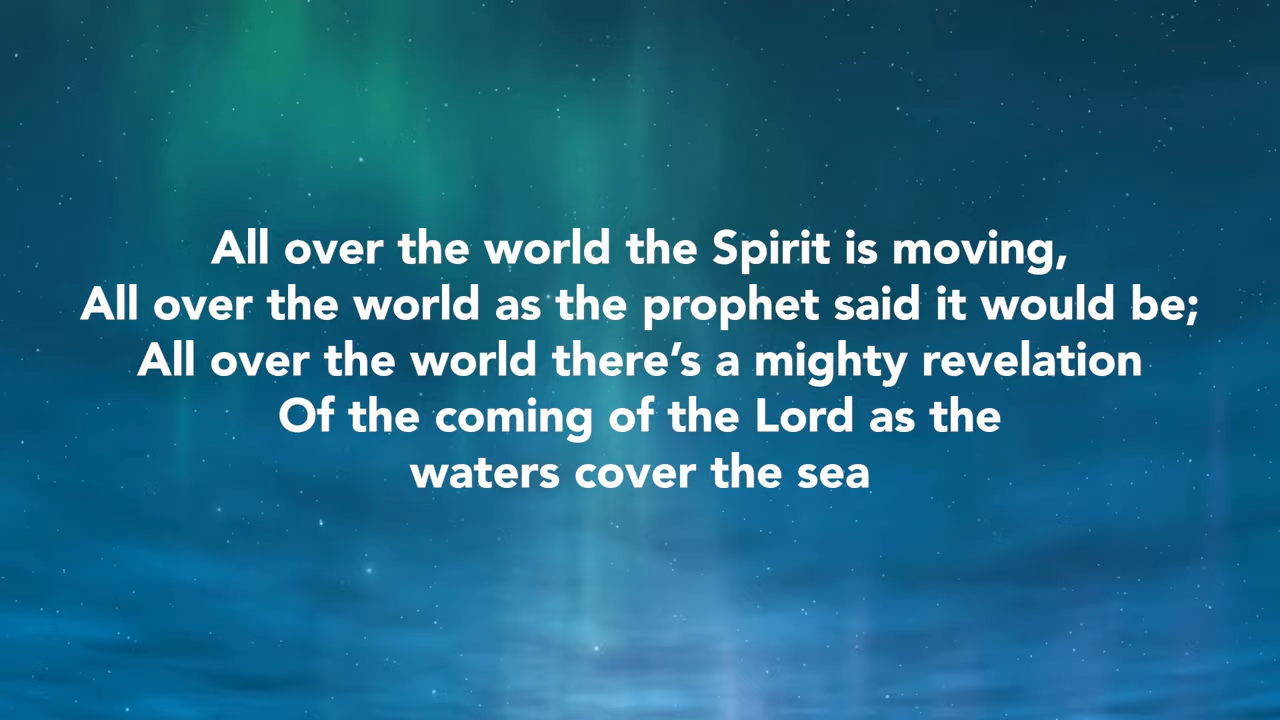 All over the world the Spirit is moving,
All over the world as the prophet said it would be;
All over the world there’s a mighty revelation
Of the coming of the Lord as the
waters cover the sea